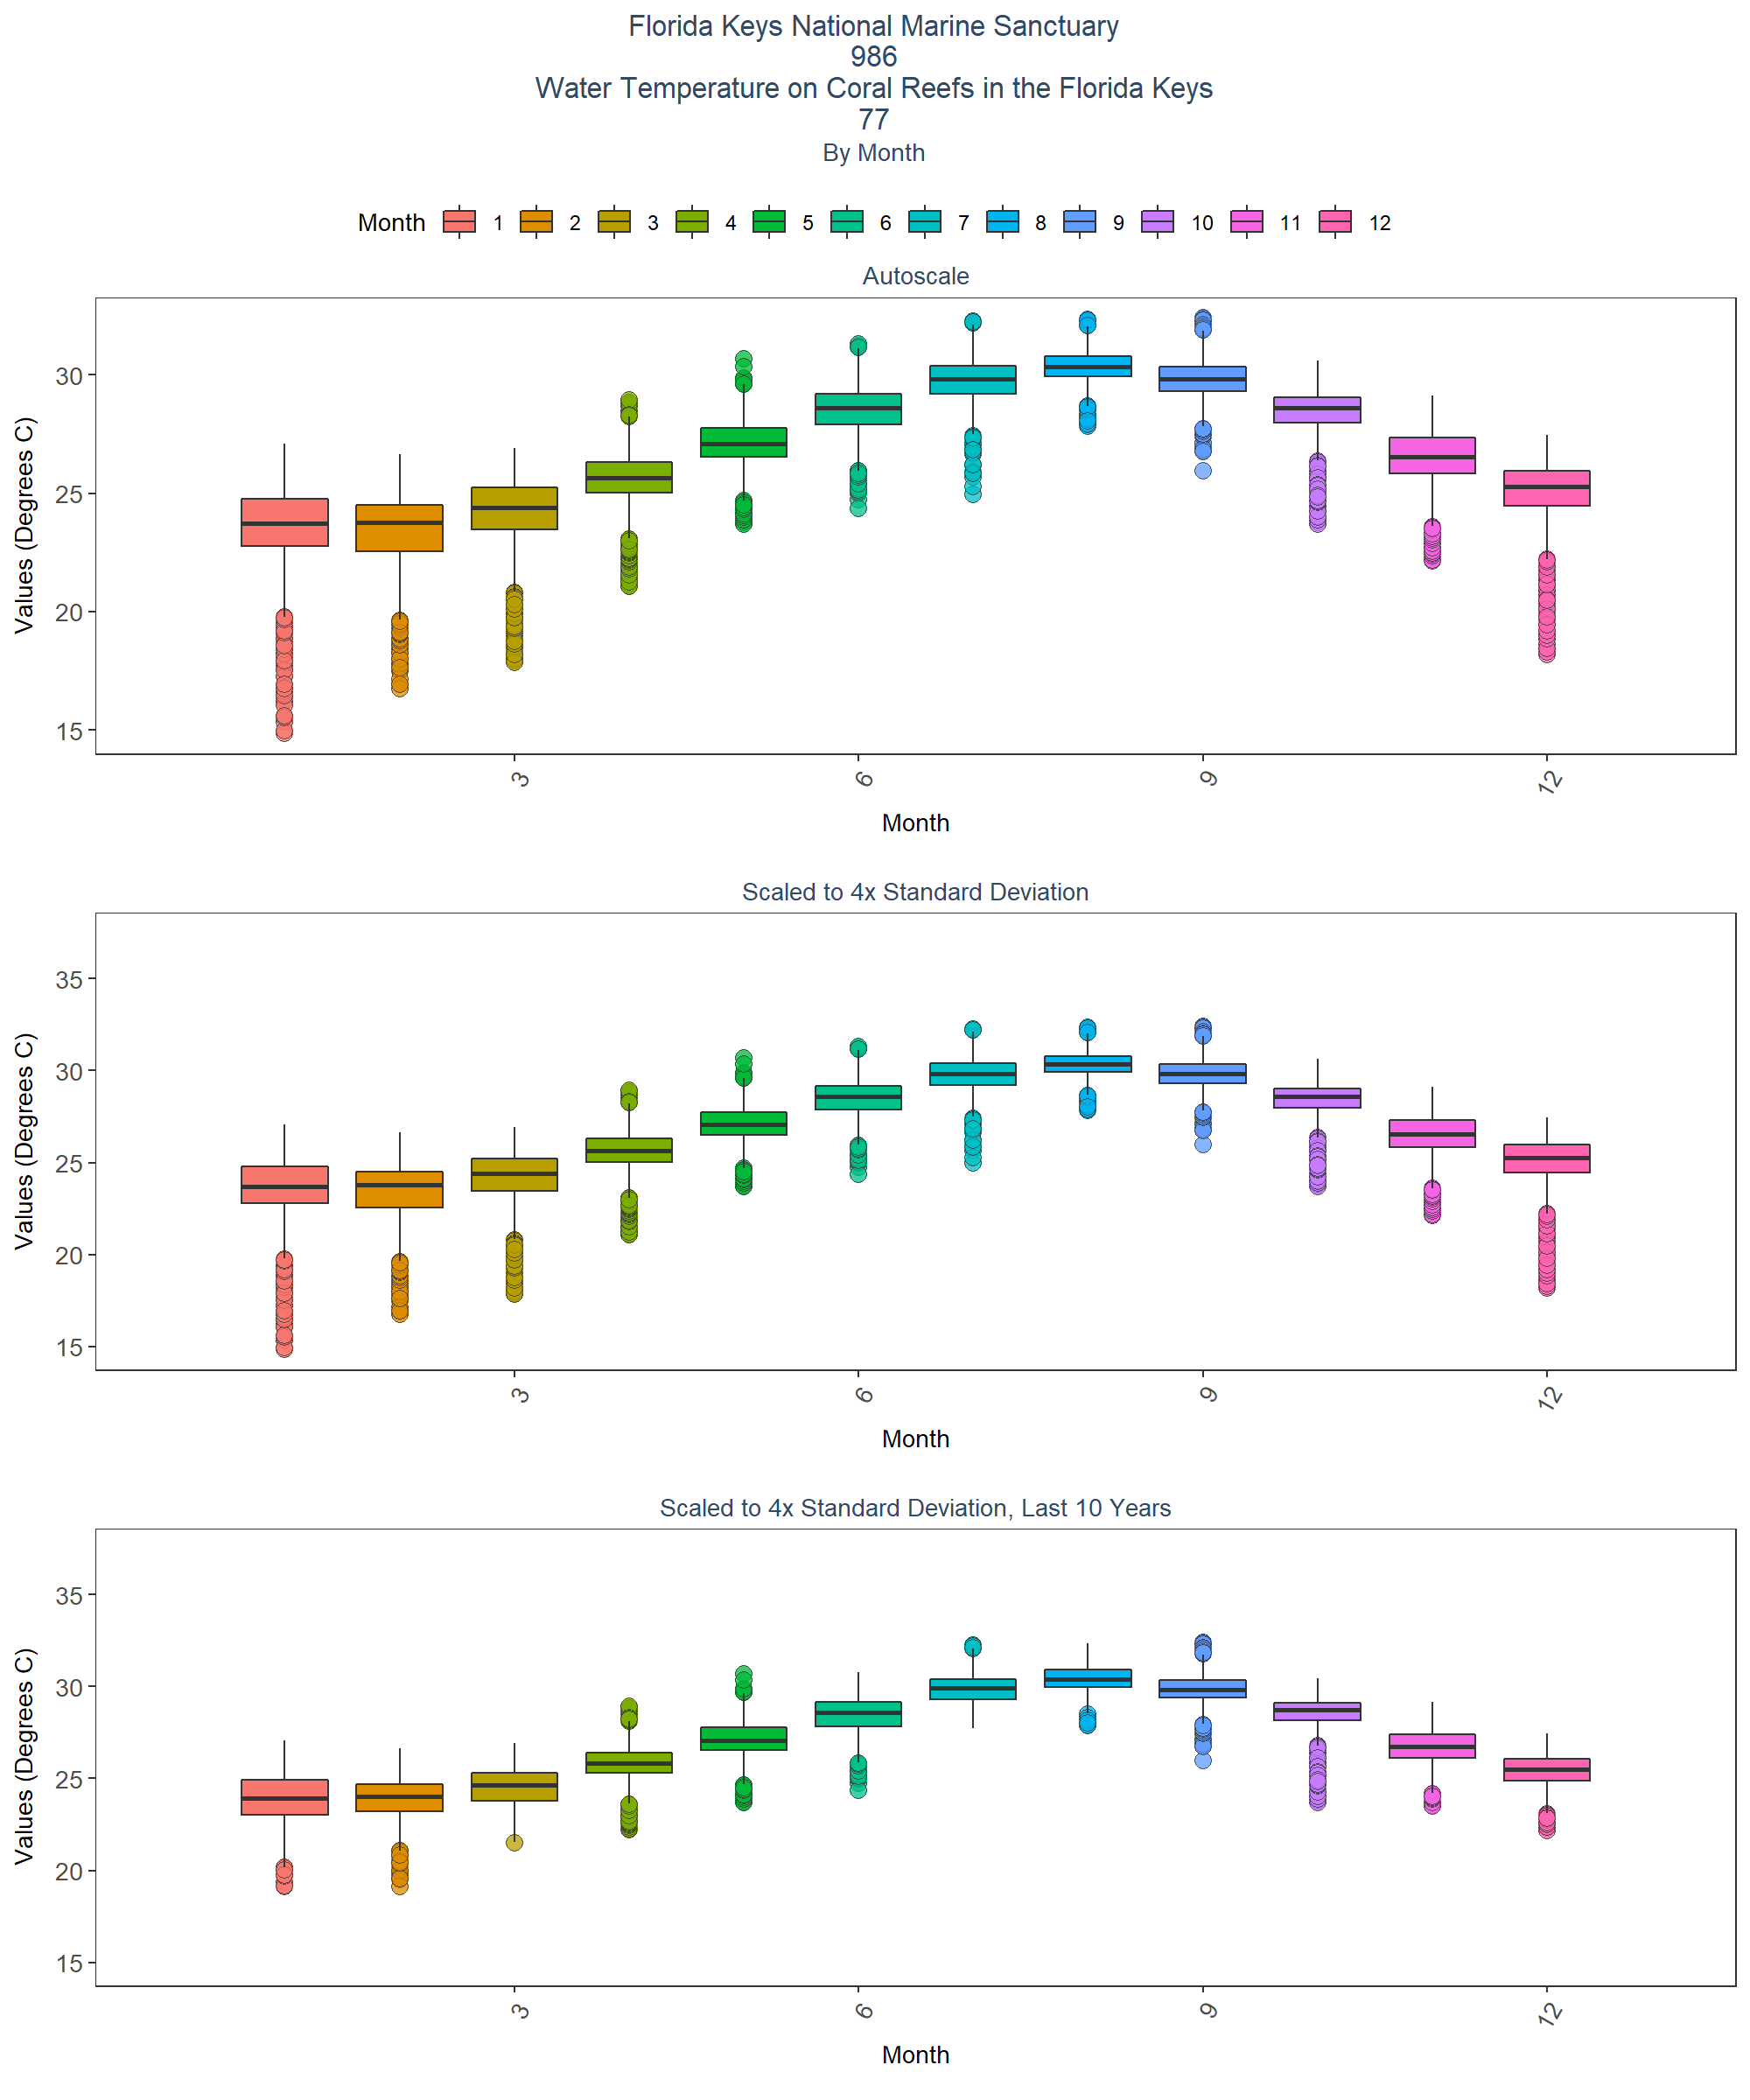 Florida Keys National Marine Sanctuary
986
Water Temperature on Coral Reefs in the Florida Keys
77
By Month
Month 1 2 3 4 5 6 7 8 9 10 11 12
Autoscale
Values (Degrees C)
30
25
20
15
3 6 9 12
Month
Scaled to 4x Standard Deviation
Values (Degrees C)
35
30
25
20
15
3 6 9 12
Month
Scaled to 4x Standard Deviation, Last 10 Years
Values (Degrees C)
35
30
25
20
15
3 6 9 12
Month